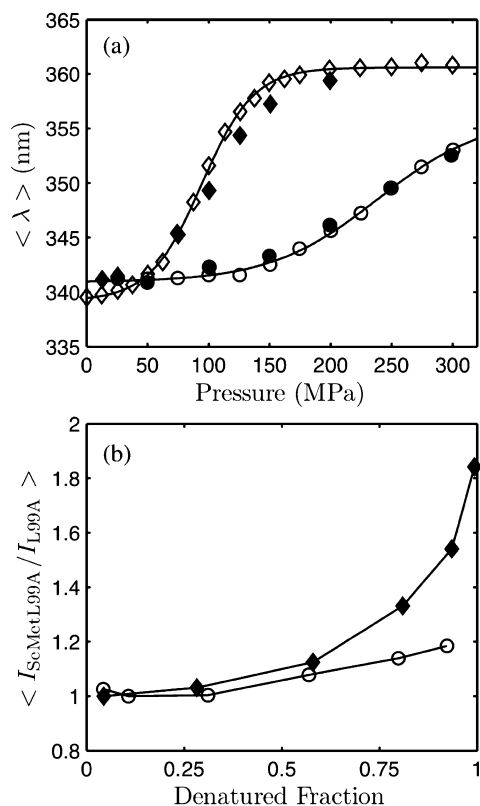 365
360
355
350
345
340
335
< λ > (nm)
(a)
0 50 100 150 200 250 300
Pressure (MPa)
2
1.8
1.6
1.4
1.2
1
0.8
< I_SeMetL99A / I_L99A >
(b)
0 0.25 0.5 0.75 1
Denatured Fraction